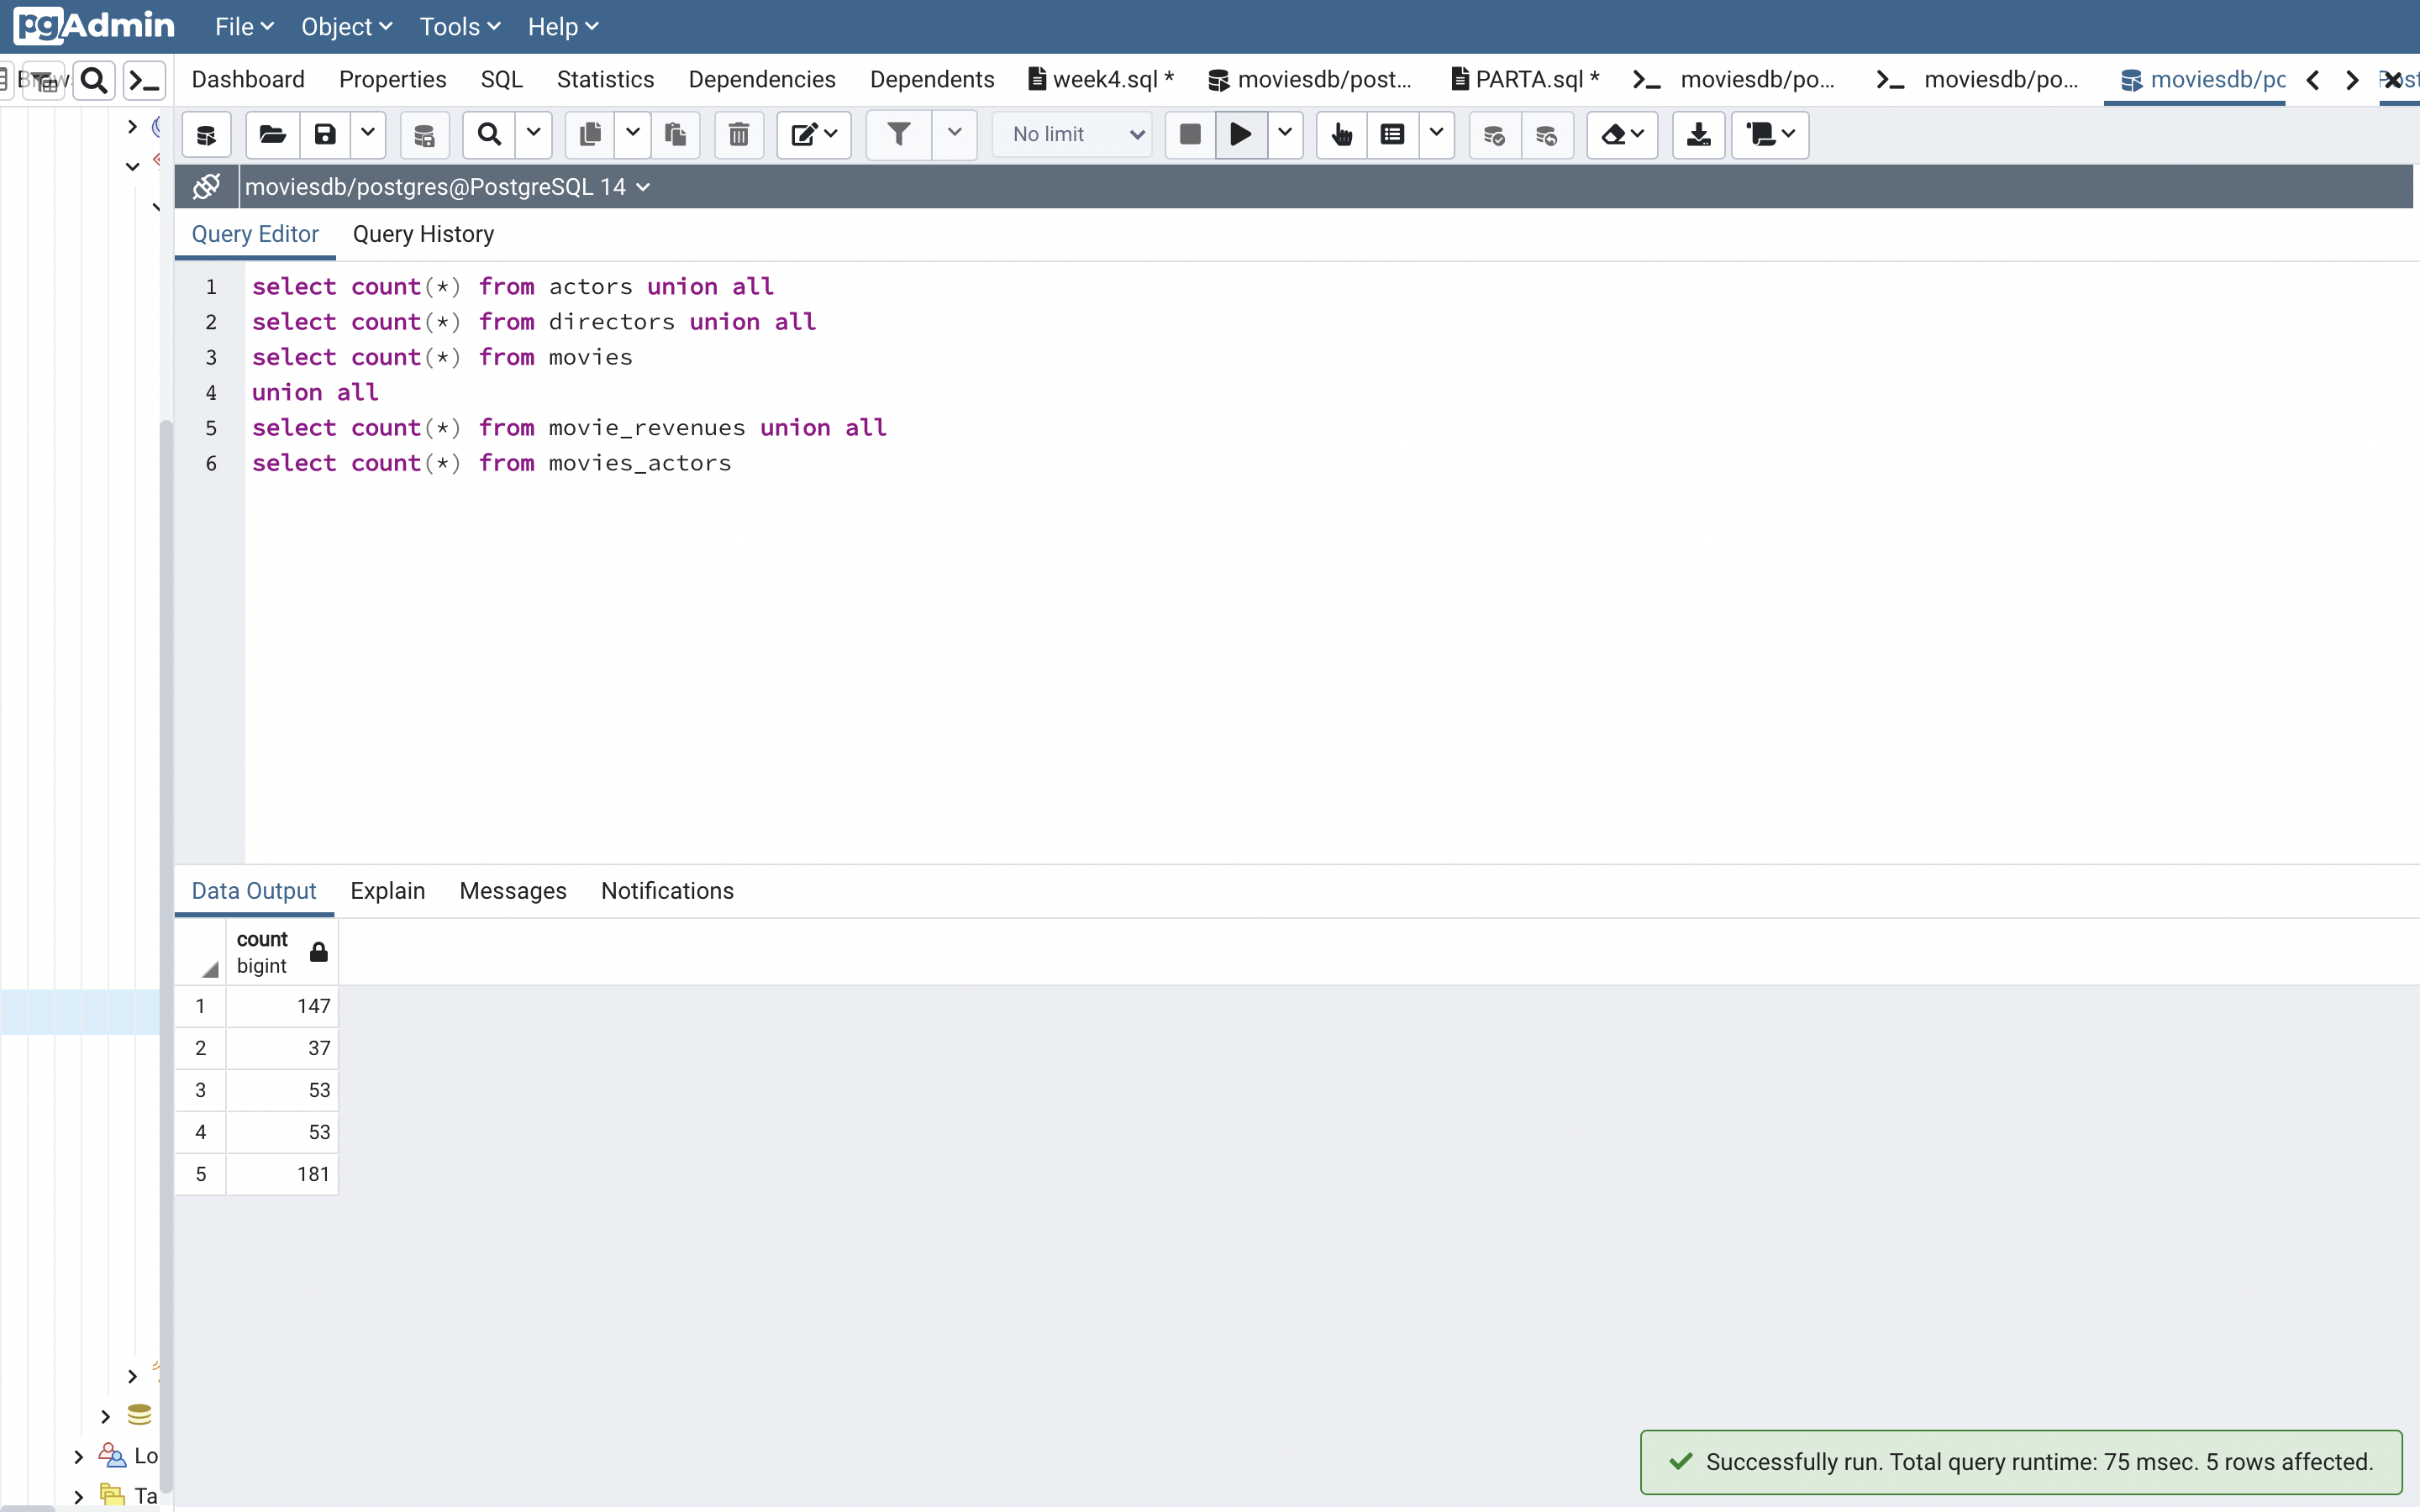 pgAdmin File Object Tools Help
Dashboard Properties SQL Statistics Dependencies Dependents week4.sql * moviesdb/post... PARTA.sql * moviesdb/po... moviesdb/po... moviesdb/pc
No limit
moviesdb/postgres@PostgreSQL 14
Query Editor Query History
1 select count(*) from actors union all
2 select count(*) from directors union all
3 select count(*) from movies
4 union all
5 select count(*) from movie_revenues union all
6 select count(*) from movies_actors
Data Output Explain Messages Notifications
count
bigint
1 147
2 37
3 53
4 53
5 181
Lo
Ta
Successfully run. Total query runtime: 75 msec. 5 rows affected.